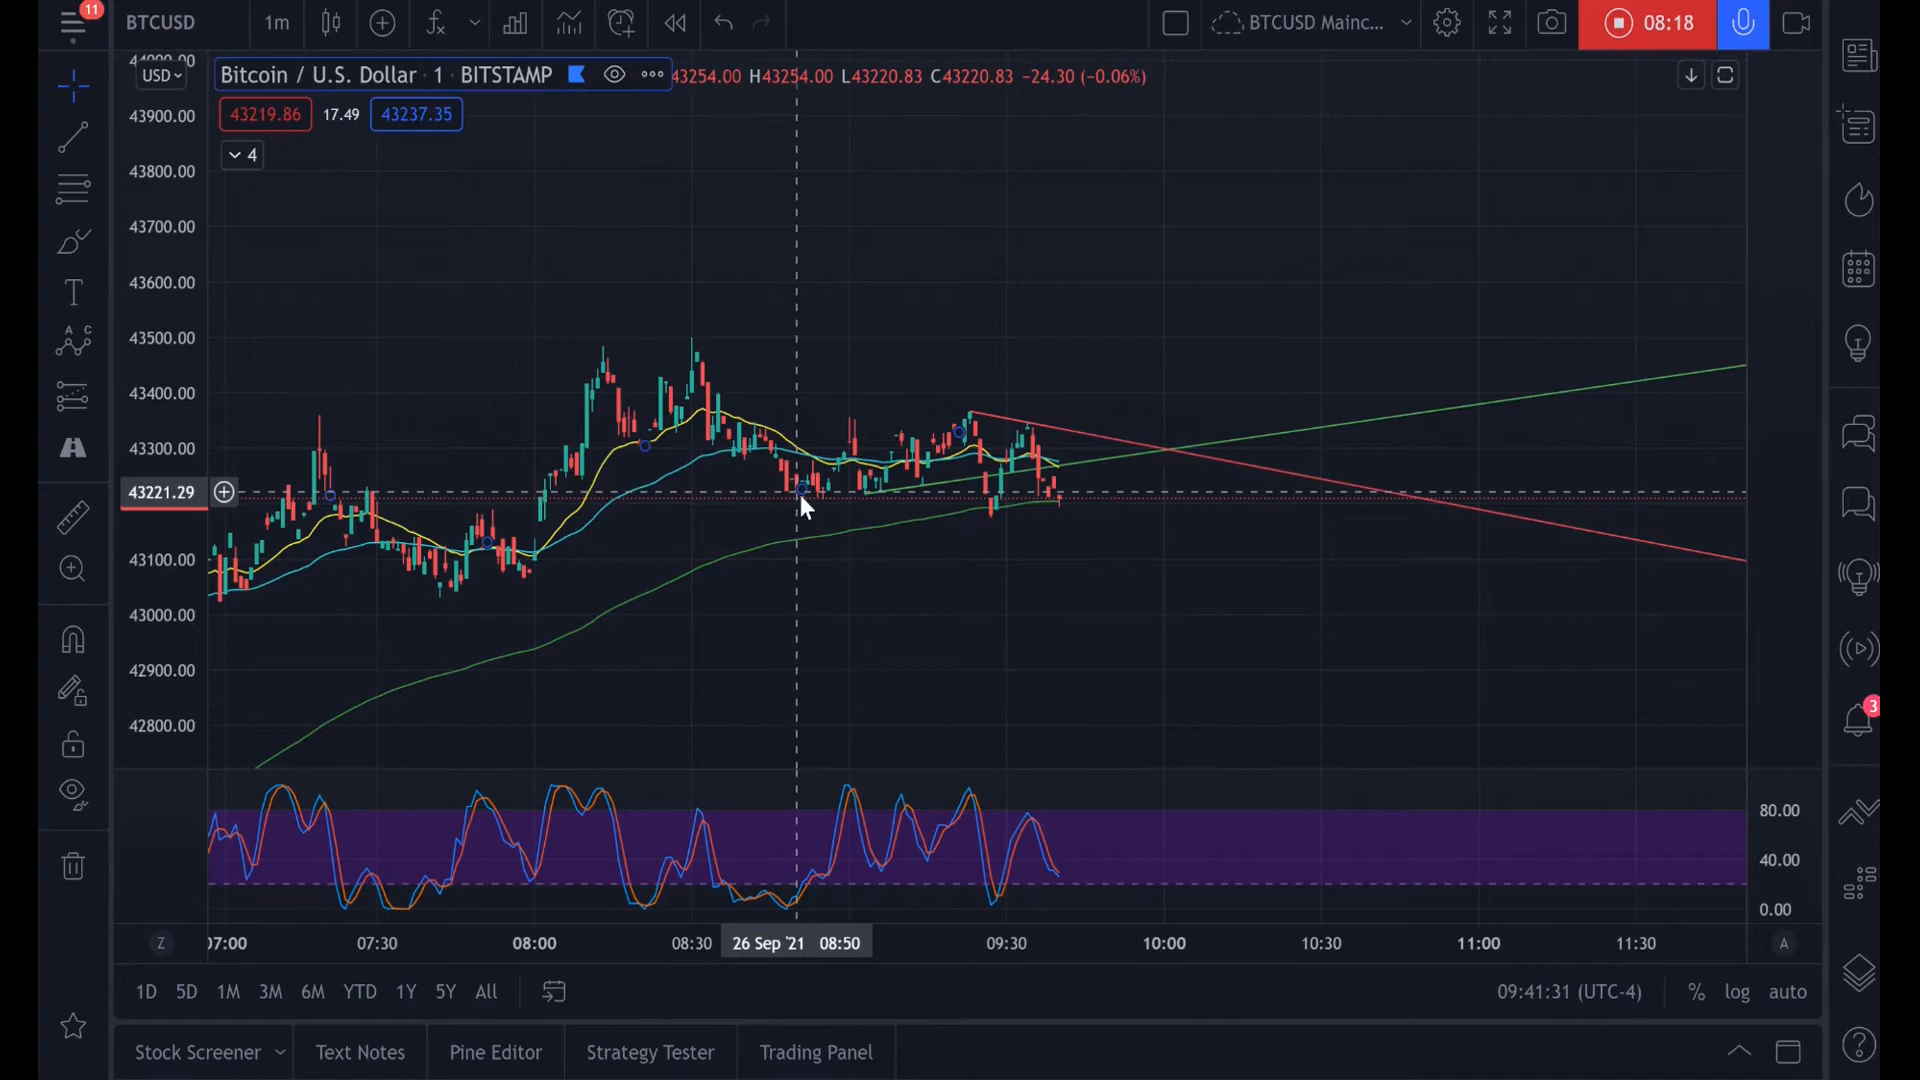 11
BTCUSD
1m
BTCUSD Mainc...
08:18
44000.00
USD
Bitcoin / U.S. Dollar · 1 · BITSTAMP
43254.00 H43254.00 L43220.83 C43220.83 −24.30 (−0.06%)
43219.86
17.49
43237.35
4
43900.00
43800.00
43700.00
43600.00
43500.00
43400.00
43300.00
43221.29
43100.00
43000.00
42900.00
42800.00
T
A C
3
80.00
40.00
0.00
Z
07:00
07:30
08:00
08:30
26 Sep '21 08:50
09:30
10:00
10:30
11:00
11:30
A
1D
5D
1M
3M
6M
YTD
1Y
5Y
All
09:41:31 (UTC-4)
%
log
auto
Stock Screener
Text Notes
Pine Editor
Strategy Tester
Trading Panel